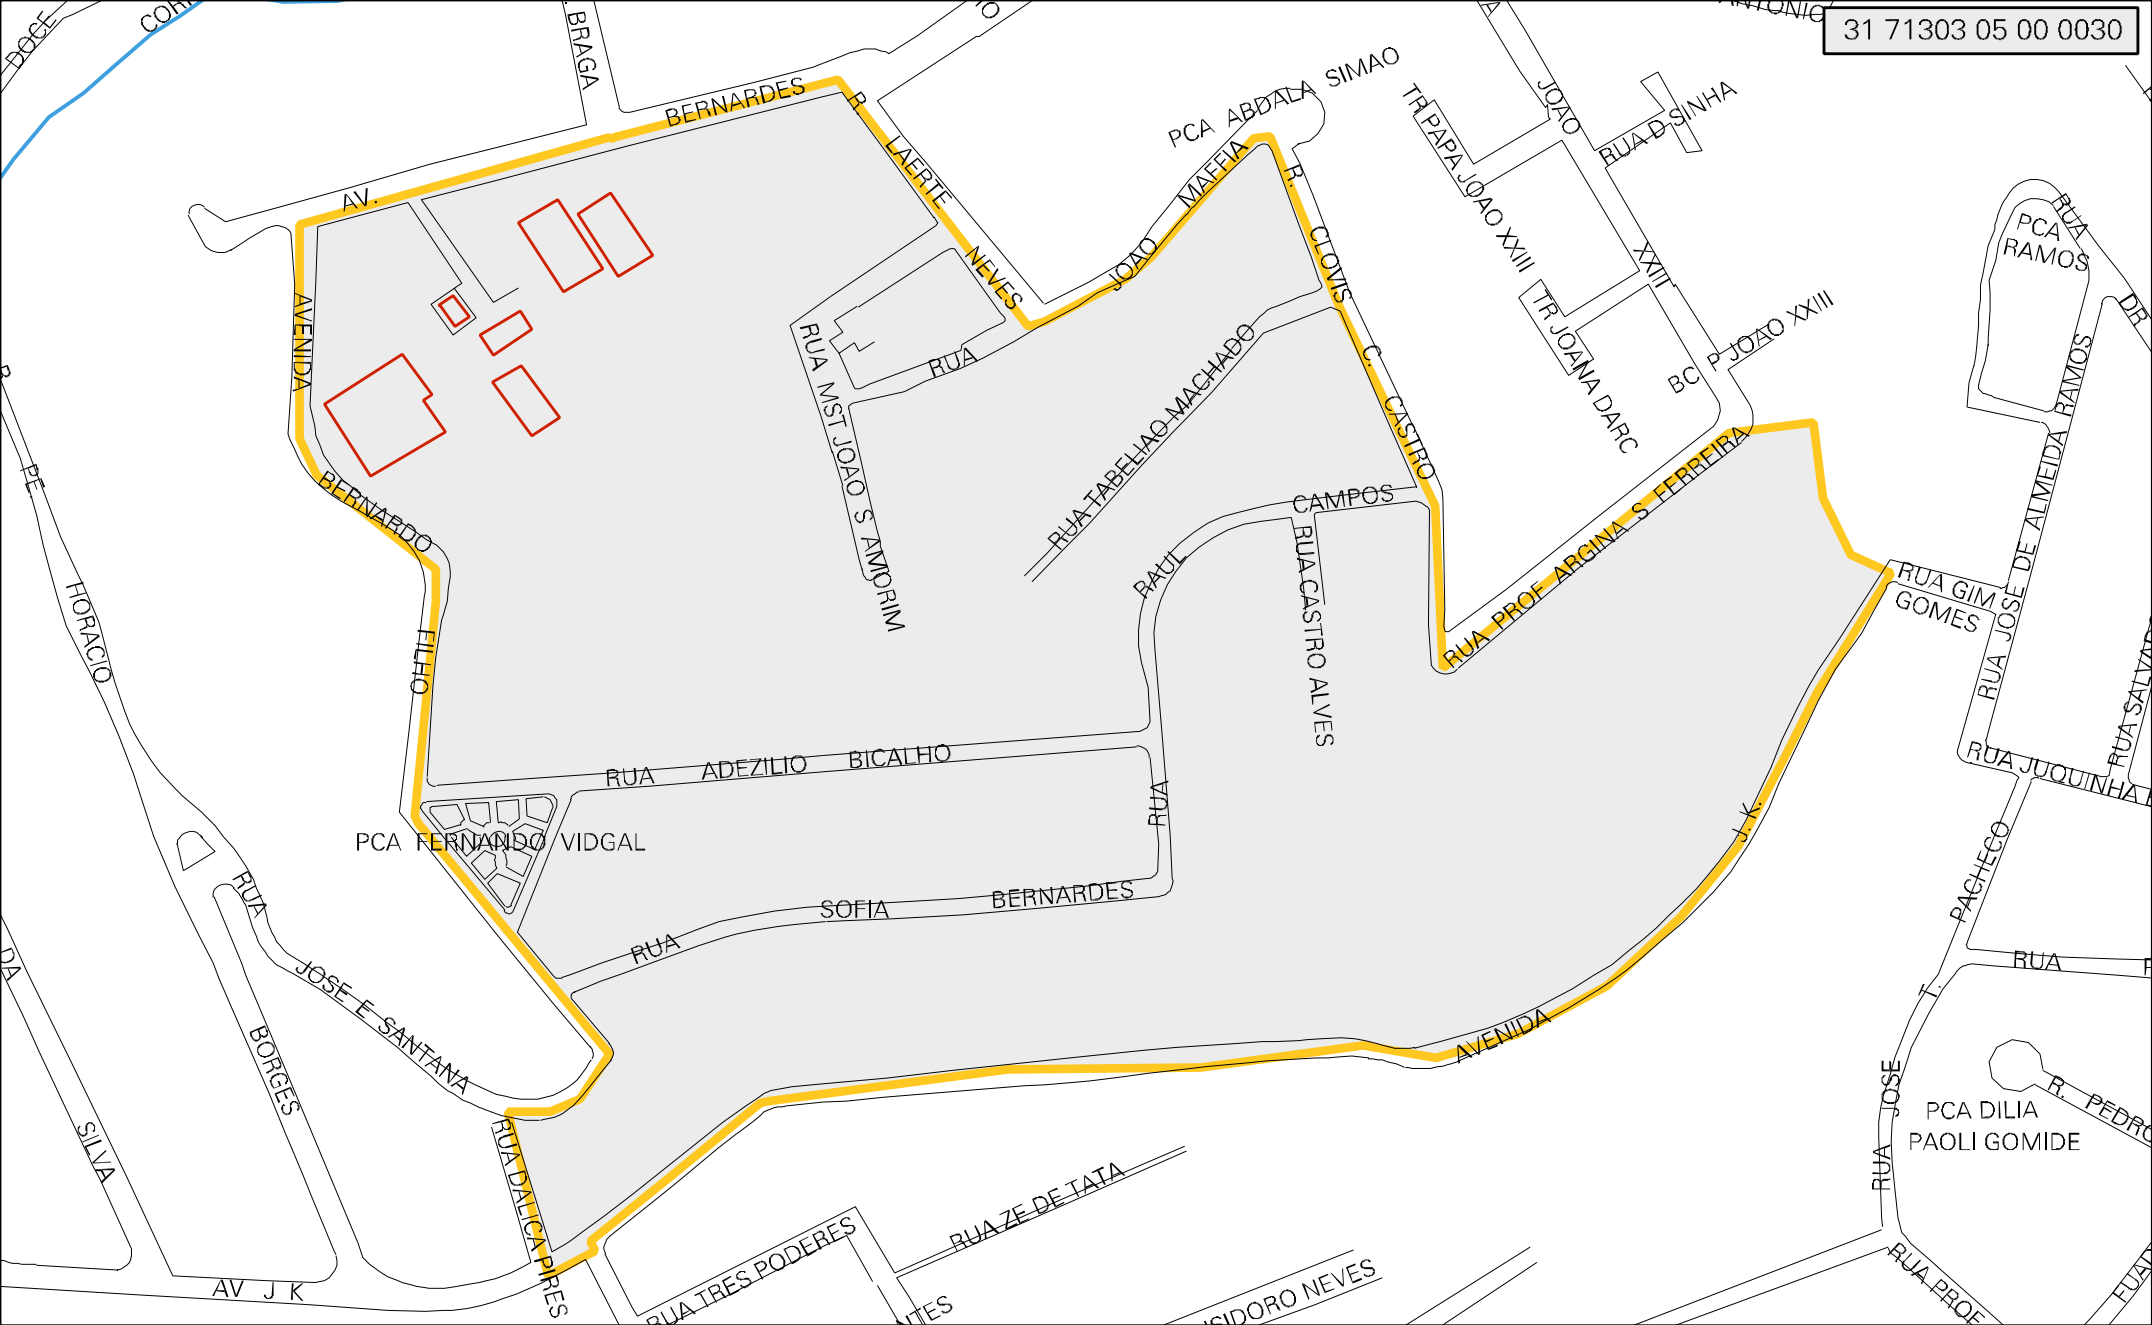 31 71303 05 00 0030
DOCE
BRAGA
AV. BERNARDES
R. LAERTE NEVES
PCA ABDALA SIMAO
RUA JOAO MAFFIA
R. CLOVIS C. CASTRO
TR PAPA JOAO XXIII
JOAO XXIII
RUA D SINHA
TR JOANA DARC
BC P JOAO XXIII
PCA
RAMOS
RUA
DR
AVENIDA BERNARDO FILHO
RUA MST JOAO S AMORIM
RUA TABELIAO MACHADO
RUA RAUL CAMPOS
RUA CASTRO ALVES
RUA PROF ARGINA S FERREIRA
RUA GIM
GOMES
RUA JOSE DE ALMEIDA RAMOS
RUA JUQUINHA
PE. HORACIO
RUA ADEZILIO BICALHO
PCA FERNANDO VIDGAL
RUA SOFIA BERNARDES
AVENIDA J.K.
RUA JOSE T. PACHECO
RUA
RUA JOSE E SANTANA
BORGES
DA SILVA
AV J K
RUA DALICA PIRES
RUA TRES PODERES
RUA ZE DE TATA
PCA DILIA
PAOLI GOMIDE
R. PEDRO
RUA PROF